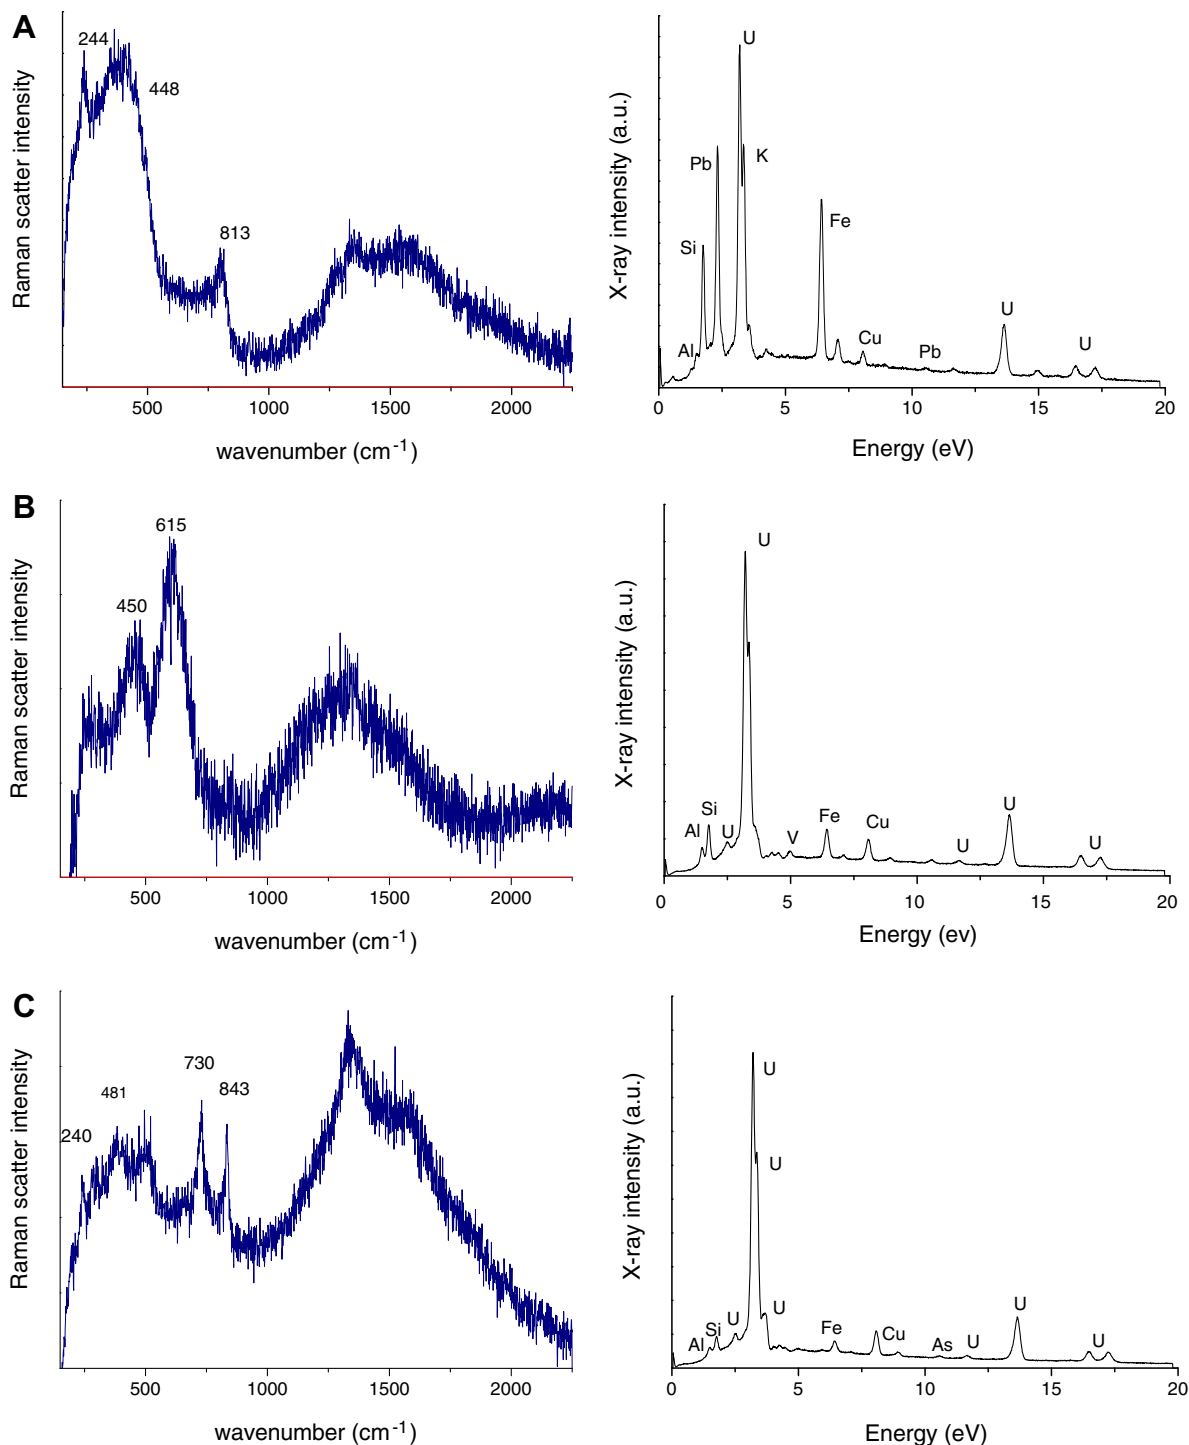 A
Raman scatter intensity
244
448
813
500
1000
1500
2000
wavenumber (cm-1)
X-ray intensity (a.u.)
U
Pb
K
Si
Fe
Al
Cu
Pb
U
U
0
5
10
15
20
Energy (eV)
B
Raman scatter intensity
615
450
500
1000
1500
2000
wavenumber (cm-1)
X-ray intensity (a.u.)
U
Al
Si
U
V
Fe
Cu
U
U
U
0
5
10
15
20
Energy (ev)
C
Raman scatter intensity
730
843
481
240
500
1000
1500
2000
wavenumber (cm-1)
X-ray intensity (a.u.)
U
U
Al
Si
U
U
Fe
Cu
As
U
U
U
0
5
10
15
20
Energy (eV)